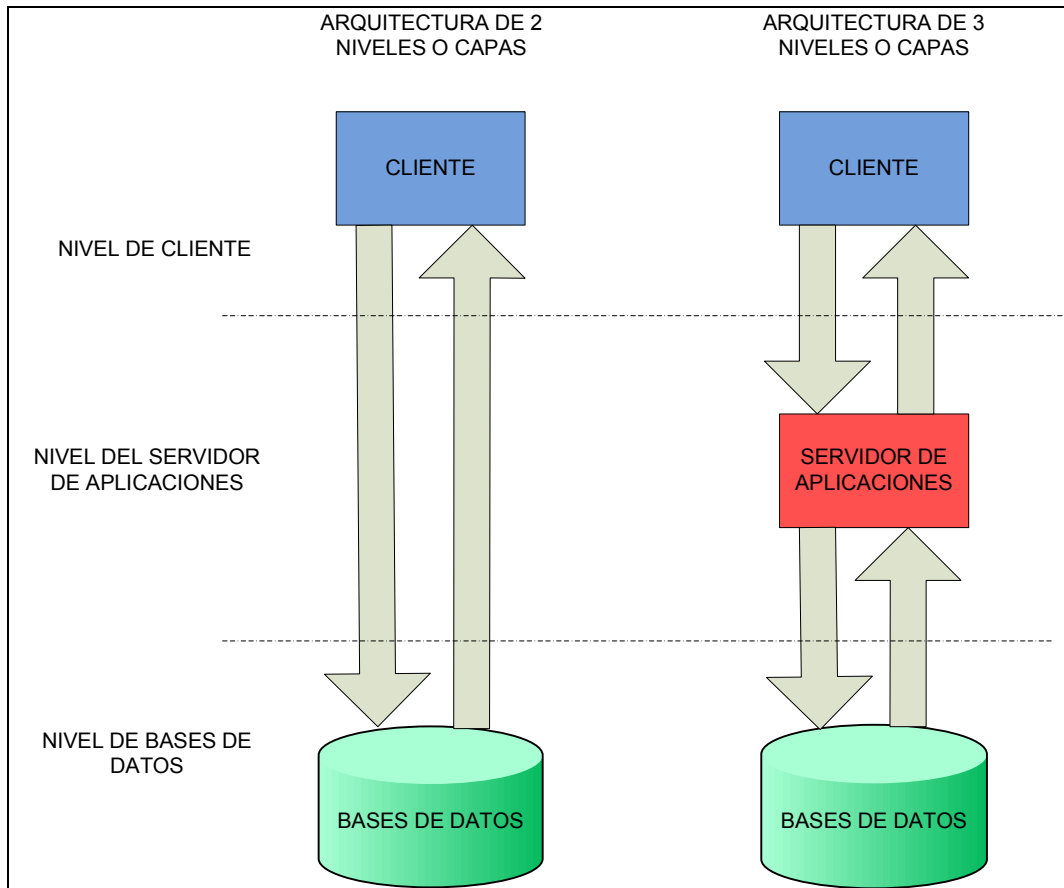 ARQUITECTURA DE 2
NIVELES O CAPAS
ARQUITECTURA DE 3
NIVELES O CAPAS
CLIENTE
CLIENTE
NIVEL DE CLIENTE
NIVEL DEL SERVIDOR
DE APLICACIONES
SERVIDOR DE
APLICACIONES
NIVEL DE BASES DE
DATOS
BASES DE DATOS
BASES DE DATOS